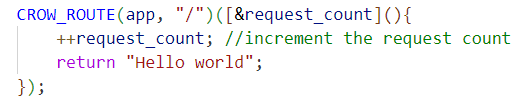 CROW_ROUTE(app, "/")([&request_count](){
    ++request_count; //increment the request count
    return "Hello world";
});